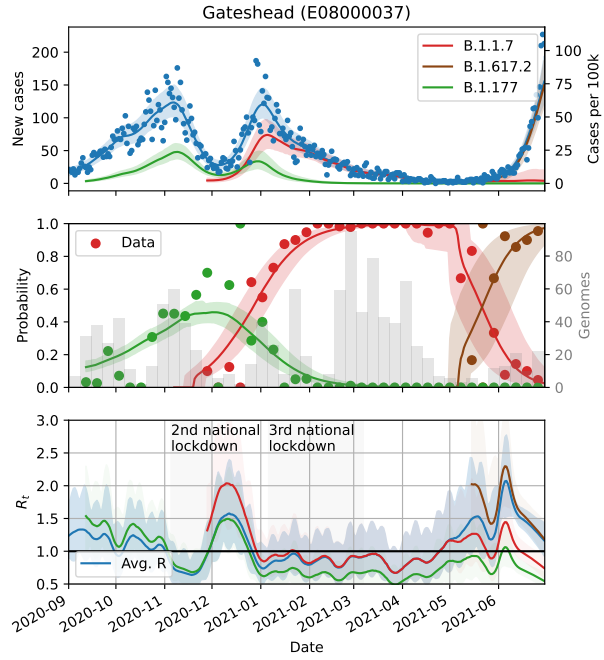 Gateshead (E08000037)
New cases
200
150
100
50
0
B.1.1.7
B.1.617.2
B.1.177
100
75
50
25
0
Cases per 100k
Probability
1.0
0.8
0.6
0.4
0.2
0.0
Data
80
60
40
20
0
Genomes
R_t
3.0
2.5
2.0
1.5
1.0
0.5
2nd national
lockdown
3rd national
lockdown
Avg. R
2020-09
2020-10
2020-11
2020-12
2021-01
2021-02
2021-03
2021-04
2021-05
2021-06
Date